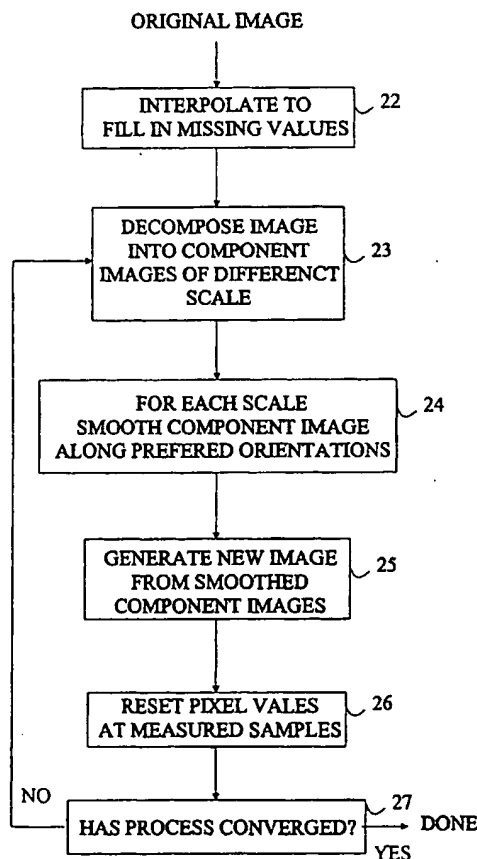 ORIGINAL IMAGE
INTERPOLATE TO
FILL IN MISSING VALUES
22
DECOMPOSE IMAGE
INTO COMPONENT
IMAGES OF DIFFERENCT
SCALE
23
FOR EACH SCALE
SMOOTH COMPONENT IMAGE
ALONG PREFERED ORIENTATIONS
24
GENERATE NEW IMAGE
FROM SMOOTHED
COMPONENT IMAGES
25
RESET PIXEL VALES
AT MEASURED SAMPLES
26
NO
HAS PROCESS CONVERGED?
27
DONE
YES